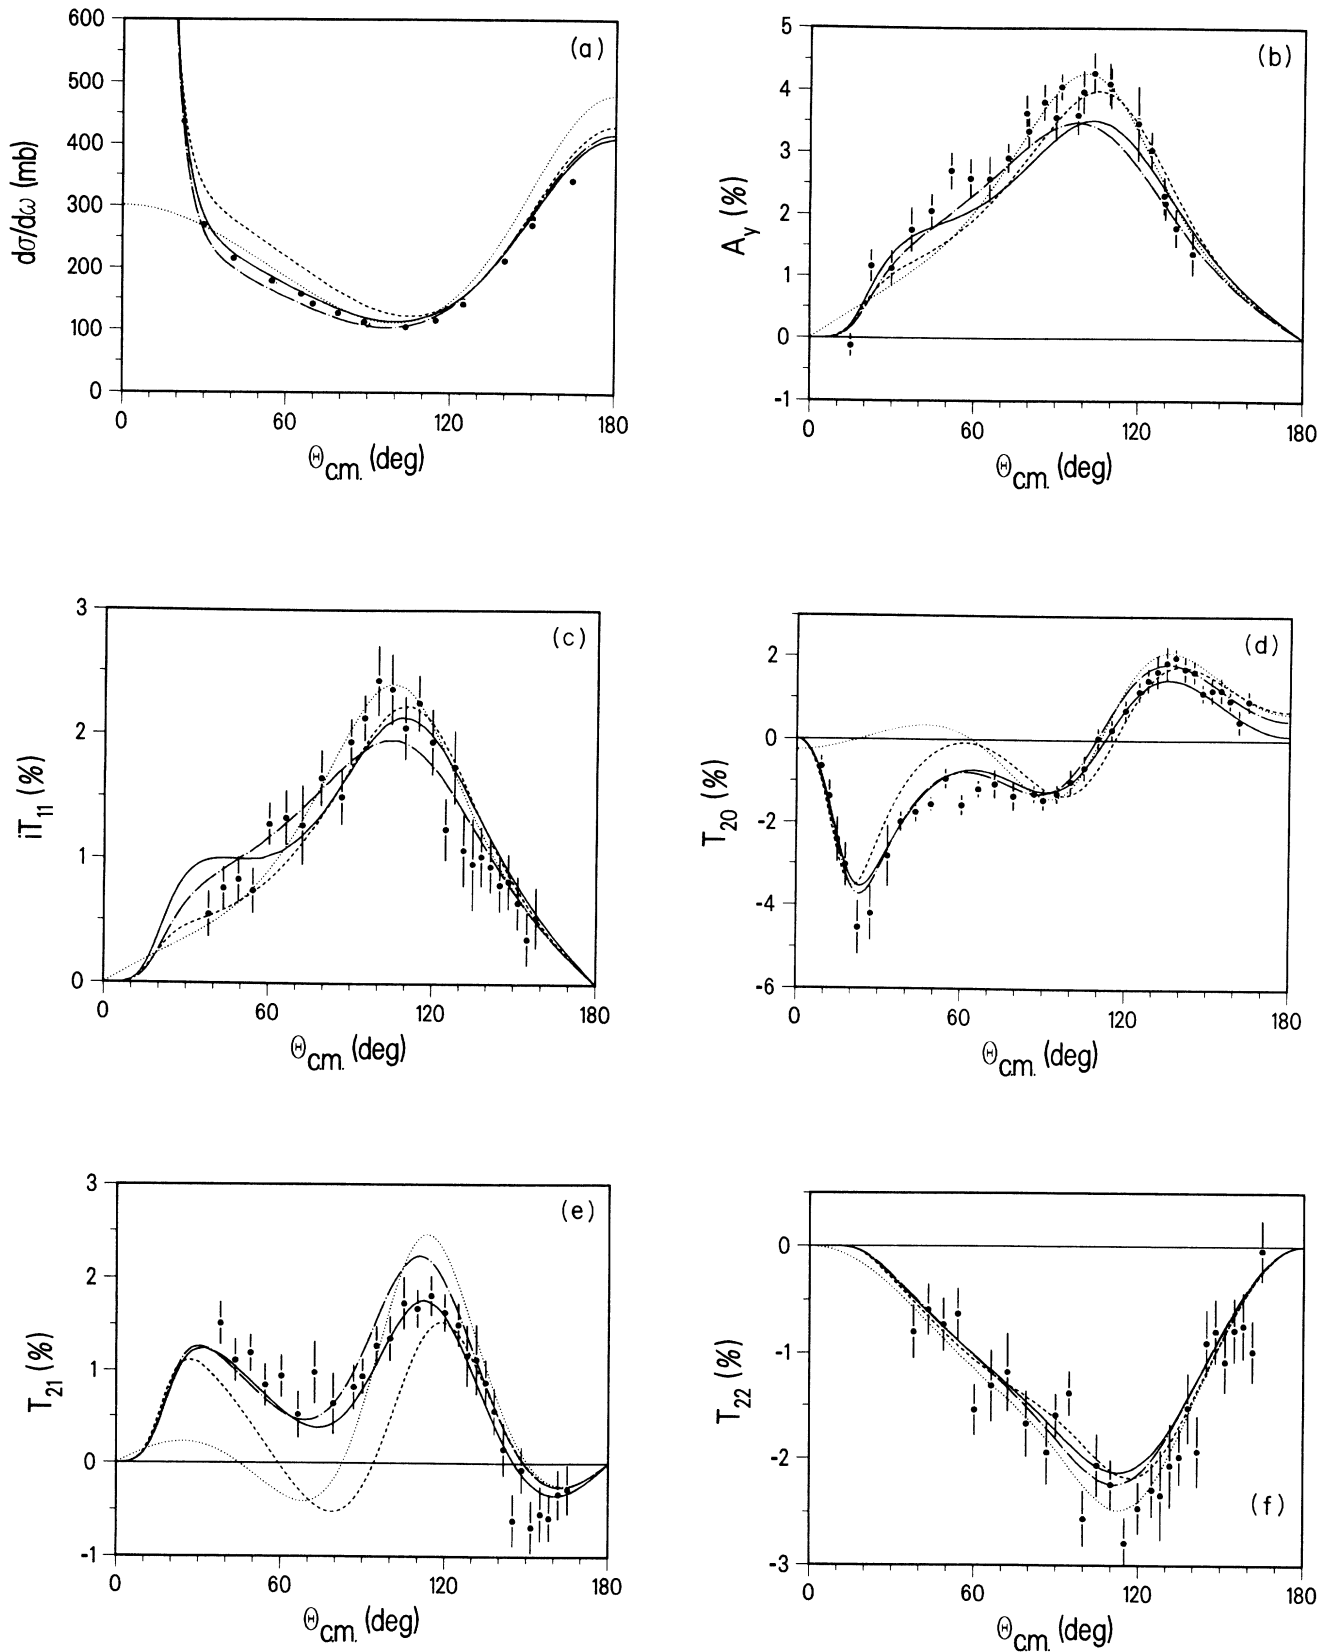 (a)
dσ/dω (mb)
600
500
400
300
200
100
0
0 60 120 180
Θc.m. (deg)
(b)
Ay (%)
5
4
3
2
1
0
-1
0 60 120 180
Θc.m. (deg)
(c)
iT11 (%)
3
2
1
0
0 60 120 180
Θc.m. (deg)
(d)
T20 (%)
2
0
-2
-4
-6
0 60 120 180
Θc.m. (deg)
(e)
T21 (%)
3
2
1
0
-1
0 60 120 180
Θc.m. (deg)
(f)
T22 (%)
0
-1
-2
-3
0 60 120 180
Θc.m. (deg)